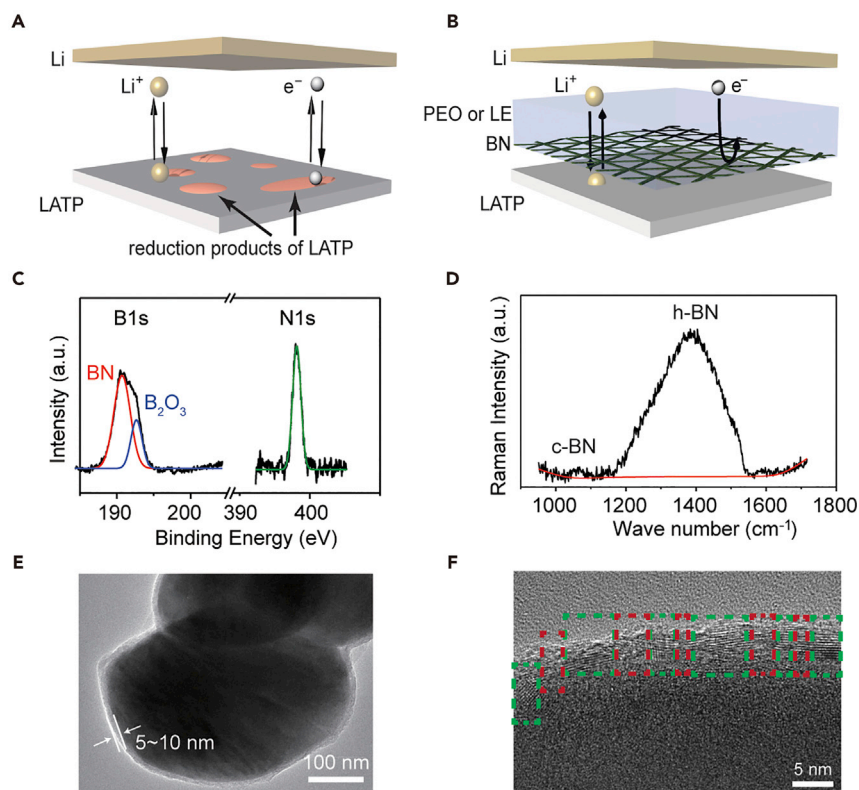 A
Li
Li⁺
e⁻
LATP
reduction products of LATP
B
Li
Li⁺
e⁻
PEO or LE
BN
LATP
C
B1s
N1s
BN
B₂O₃
Intensity (a.u.)
190 200 390 400
Binding Energy (eV)
D
h-BN
c-BN
Raman Intensity (a.u.)
1000 1200 1400 1600 1800
Wave number (cm⁻¹)
E
5~10 nm
100 nm
F
5 nm